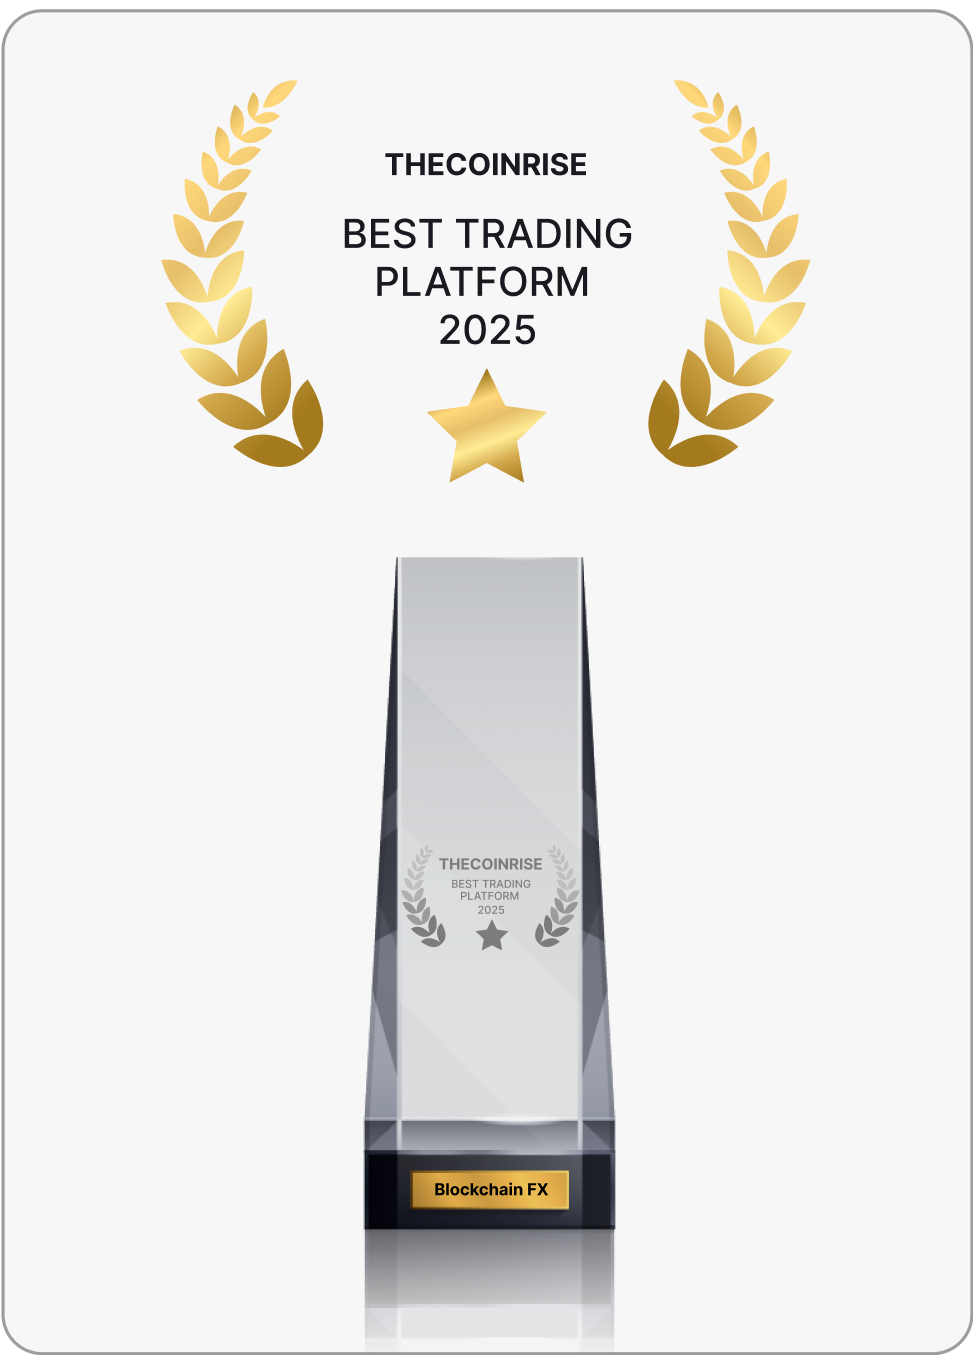 THECOINRISE
BEST TRADING
PLATFORM
2025
THECOINRISE
BEST TRADING
PLATFORM
2025
Blockchain FX